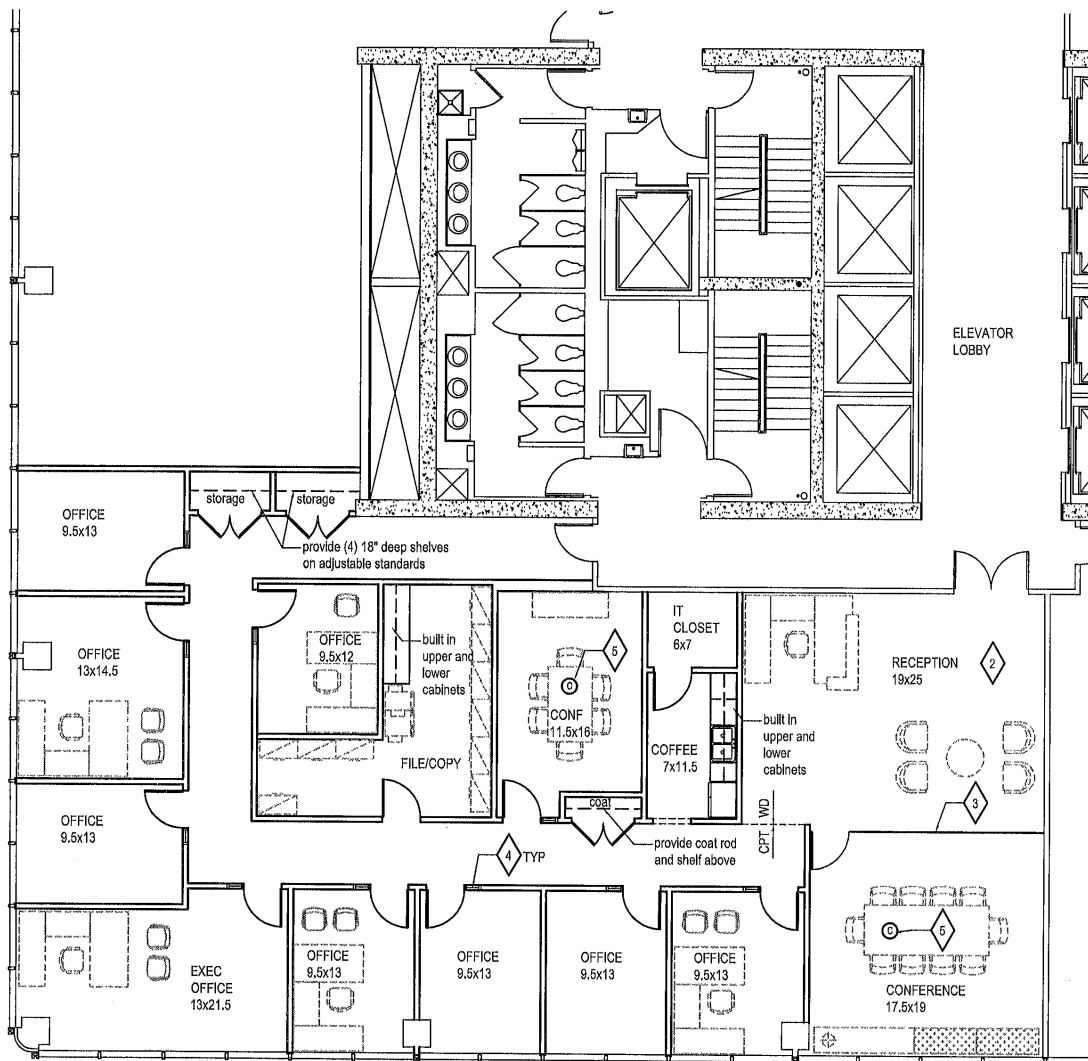 ELEVATOR
LOBBY
storage
storage
OFFICE
9.5x13
provide (4) 18" deep shelves
on adjustable standards
OFFICE
13x14.5
OFFICE
9.5x12
built in
upper and
lower
cabinets
5
C
CONF
11.5x16
IT
CLOSET
6x7
RECEPTION
19x25
2
built in
upper and
lower
cabinets
COFFEE
7x11.5
FILE/COPY
OFFICE
9.5x13
coat
provide coat rod
and shelf above
CPT
WD
3
4
TYP
EXEC
OFFICE
13x21.5
OFFICE
9.5x13
OFFICE
9.5x13
OFFICE
9.5x13
OFFICE
9.5x13
C
5
CONFERENCE
17.5x19